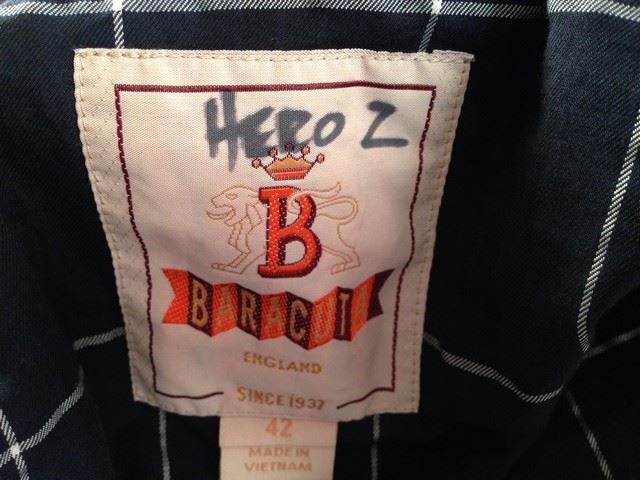 HERO 2
B
BARACUTA
ENGLAND
SINCE 1937
42
MADE IN
VIETNAM